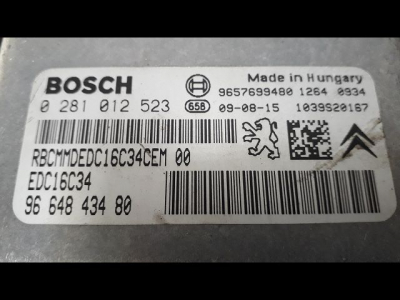 BOSCH
Made in Hungary
9657699480 1264 0934
0 281 012 523
658 09-08-15 1039S20167
RBCMMDEDC16C34CEM 00
EDC16C34
96 648 434 80